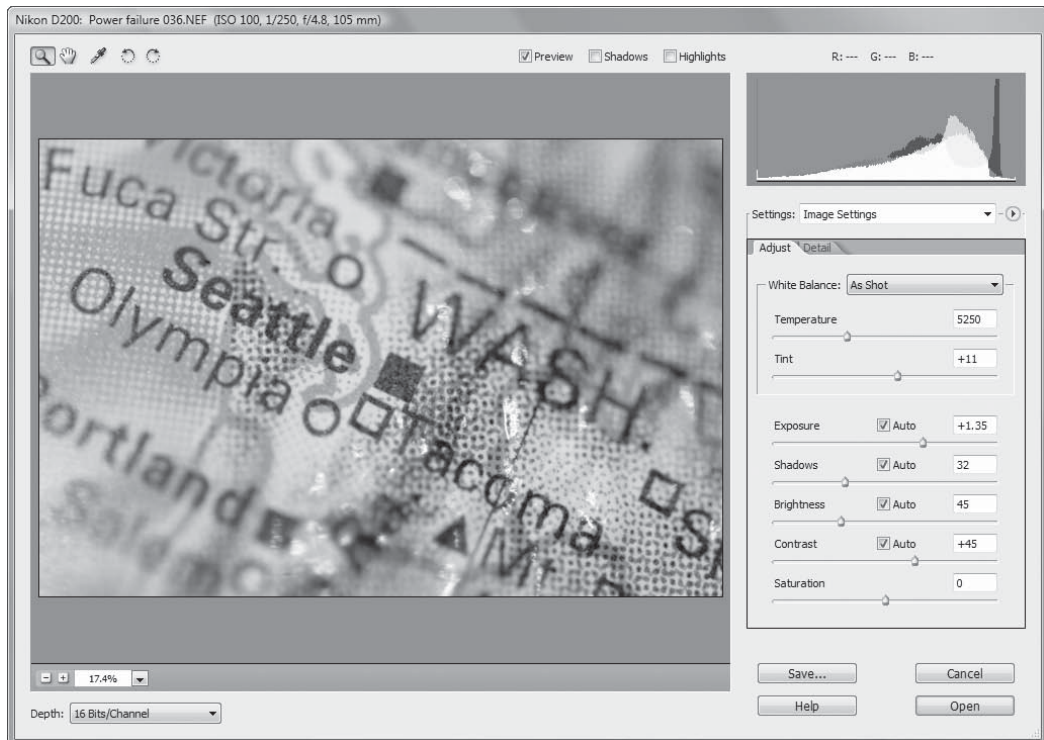 Nikon D200: Power failure 036.NEF (ISO 100, 1/250, f/4.8, 105 mm)
Preview Shadows Highlights R: --- G: --- B: ---
Victoria
Fuca Str.
Seattle
Olympia
WASH.
Tacoma
Portland
Mt.
Settings: Image Settings
Adjust Detail
White Balance: As Shot
Temperature 5250
Tint +11
Exposure Auto +1.35
Shadows Auto 32
Brightness Auto 45
Contrast Auto +45
Saturation 0
17.4%
Depth: 16 Bits/Channel
Save... Cancel
Help Open